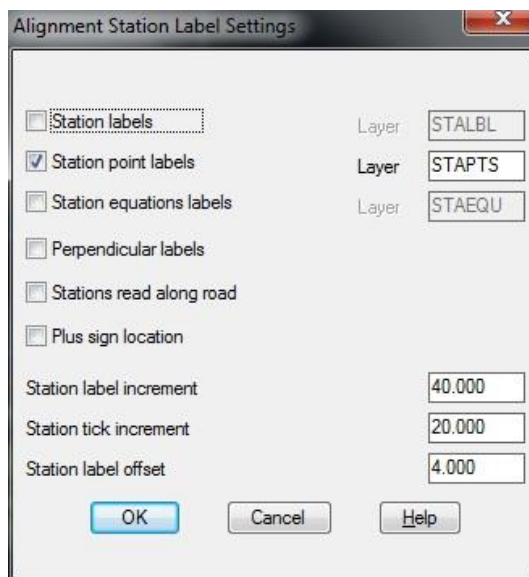 Alignment Station Label Settings
Station labels Layer STALBL
Station point labels Layer STAPTS
Station equations labels Layer STAEQU
Perpendicular labels
Stations read along road
Plus sign location
Station label increment 40.000
Station tick increment 20.000
Station label offset 4.000
OK Cancel Help